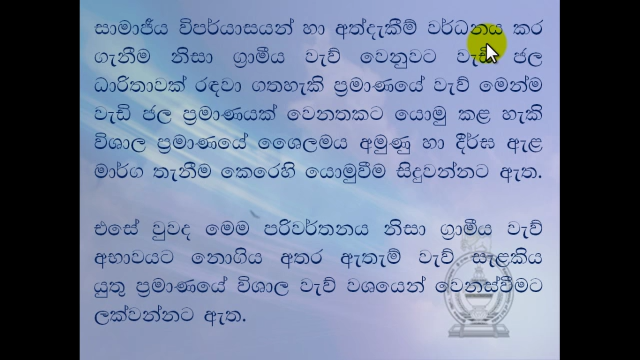 සාමාජීය විපර්යාසයන් හා අත්දැකීම් වර්ධනය කර
ගැනීම නිසා ග්‍රාමීය වැව් වෙනුවට වැඩි ජල
ධාරිතාවක් රඳවා ගතහැකි ප්‍රමාණයේ වැව් මෙන්ම
වැඩි ජල ප්‍රමාණයක් වෙනතකට යොමු කළ හැකි
විශාල ප්‍රමාණයේ ශෛලමය අමුණු හා දීර්ඝ ඇළ
මාර්ග තැනීම කෙරෙහි යොමුවීම සිදුවන්නට ඇත.
එසේ වුවද මෙම පරිවර්තනය නිසා ග්‍රාමීය වැව්
අභාවයට නොගිය අතර ඇතැම් වැව් සැළකිය
යුතු ප්‍රමාණයේ විශාල වැව් වශයෙන් වෙනස්වීමට
ලක්වන්නට ඇත.